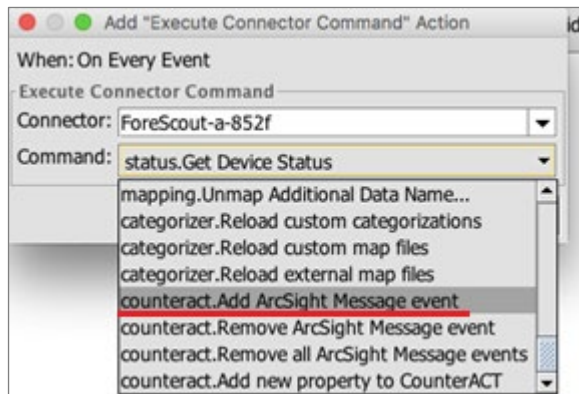 Add "Execute Connector Command" Action
When: On Every Event
Execute Connector Command
Connector: ForeScout-a-852f
Command: status.Get Device Status
mapping.Unmap Additional Data Name...
categorizer.Reload custom categorizations
categorizer.Reload custom map files
categorizer.Reload external map files
counteract.Add ArcSight Message event
counteract.Remove ArcSight Message event
counteract.Remove all ArcSight Message events
counteract.Add new property to CounterACT